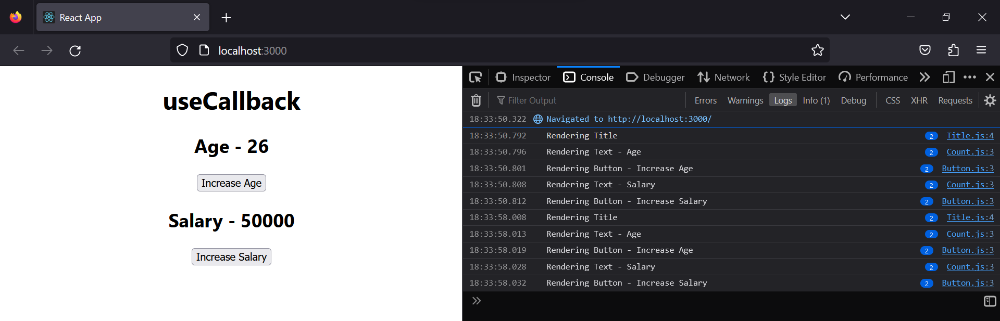 React App
localhost:3000
useCallback
Age - 26
Increase Age
Salary - 50000
Increase Salary
Inspector Console Debugger Network Style Editor Performance
Filter Output Errors Warnings Logs Info (1) Debug CSS XHR Requests
18:33:50.322 Navigated to http://localhost:3000/
18:33:50.792 Rendering Title 2 Title.js:4
18:33:50.796 Rendering Text - Age 2 Count.js:3
18:33:50.801 Rendering Button - Increase Age 2 Button.js:3
18:33:50.808 Rendering Text - Salary 2 Count.js:3
18:33:50.812 Rendering Button - Increase Salary 2 Button.js:3
18:33:58.008 Rendering Title 2 Title.js:4
18:33:58.013 Rendering Text - Age 2 Count.js:3
18:33:58.019 Rendering Button - Increase Age 2 Button.js:3
18:33:58.028 Rendering Text - Salary 2 Count.js:3
18:33:58.032 Rendering Button - Increase Salary 2 Button.js:3